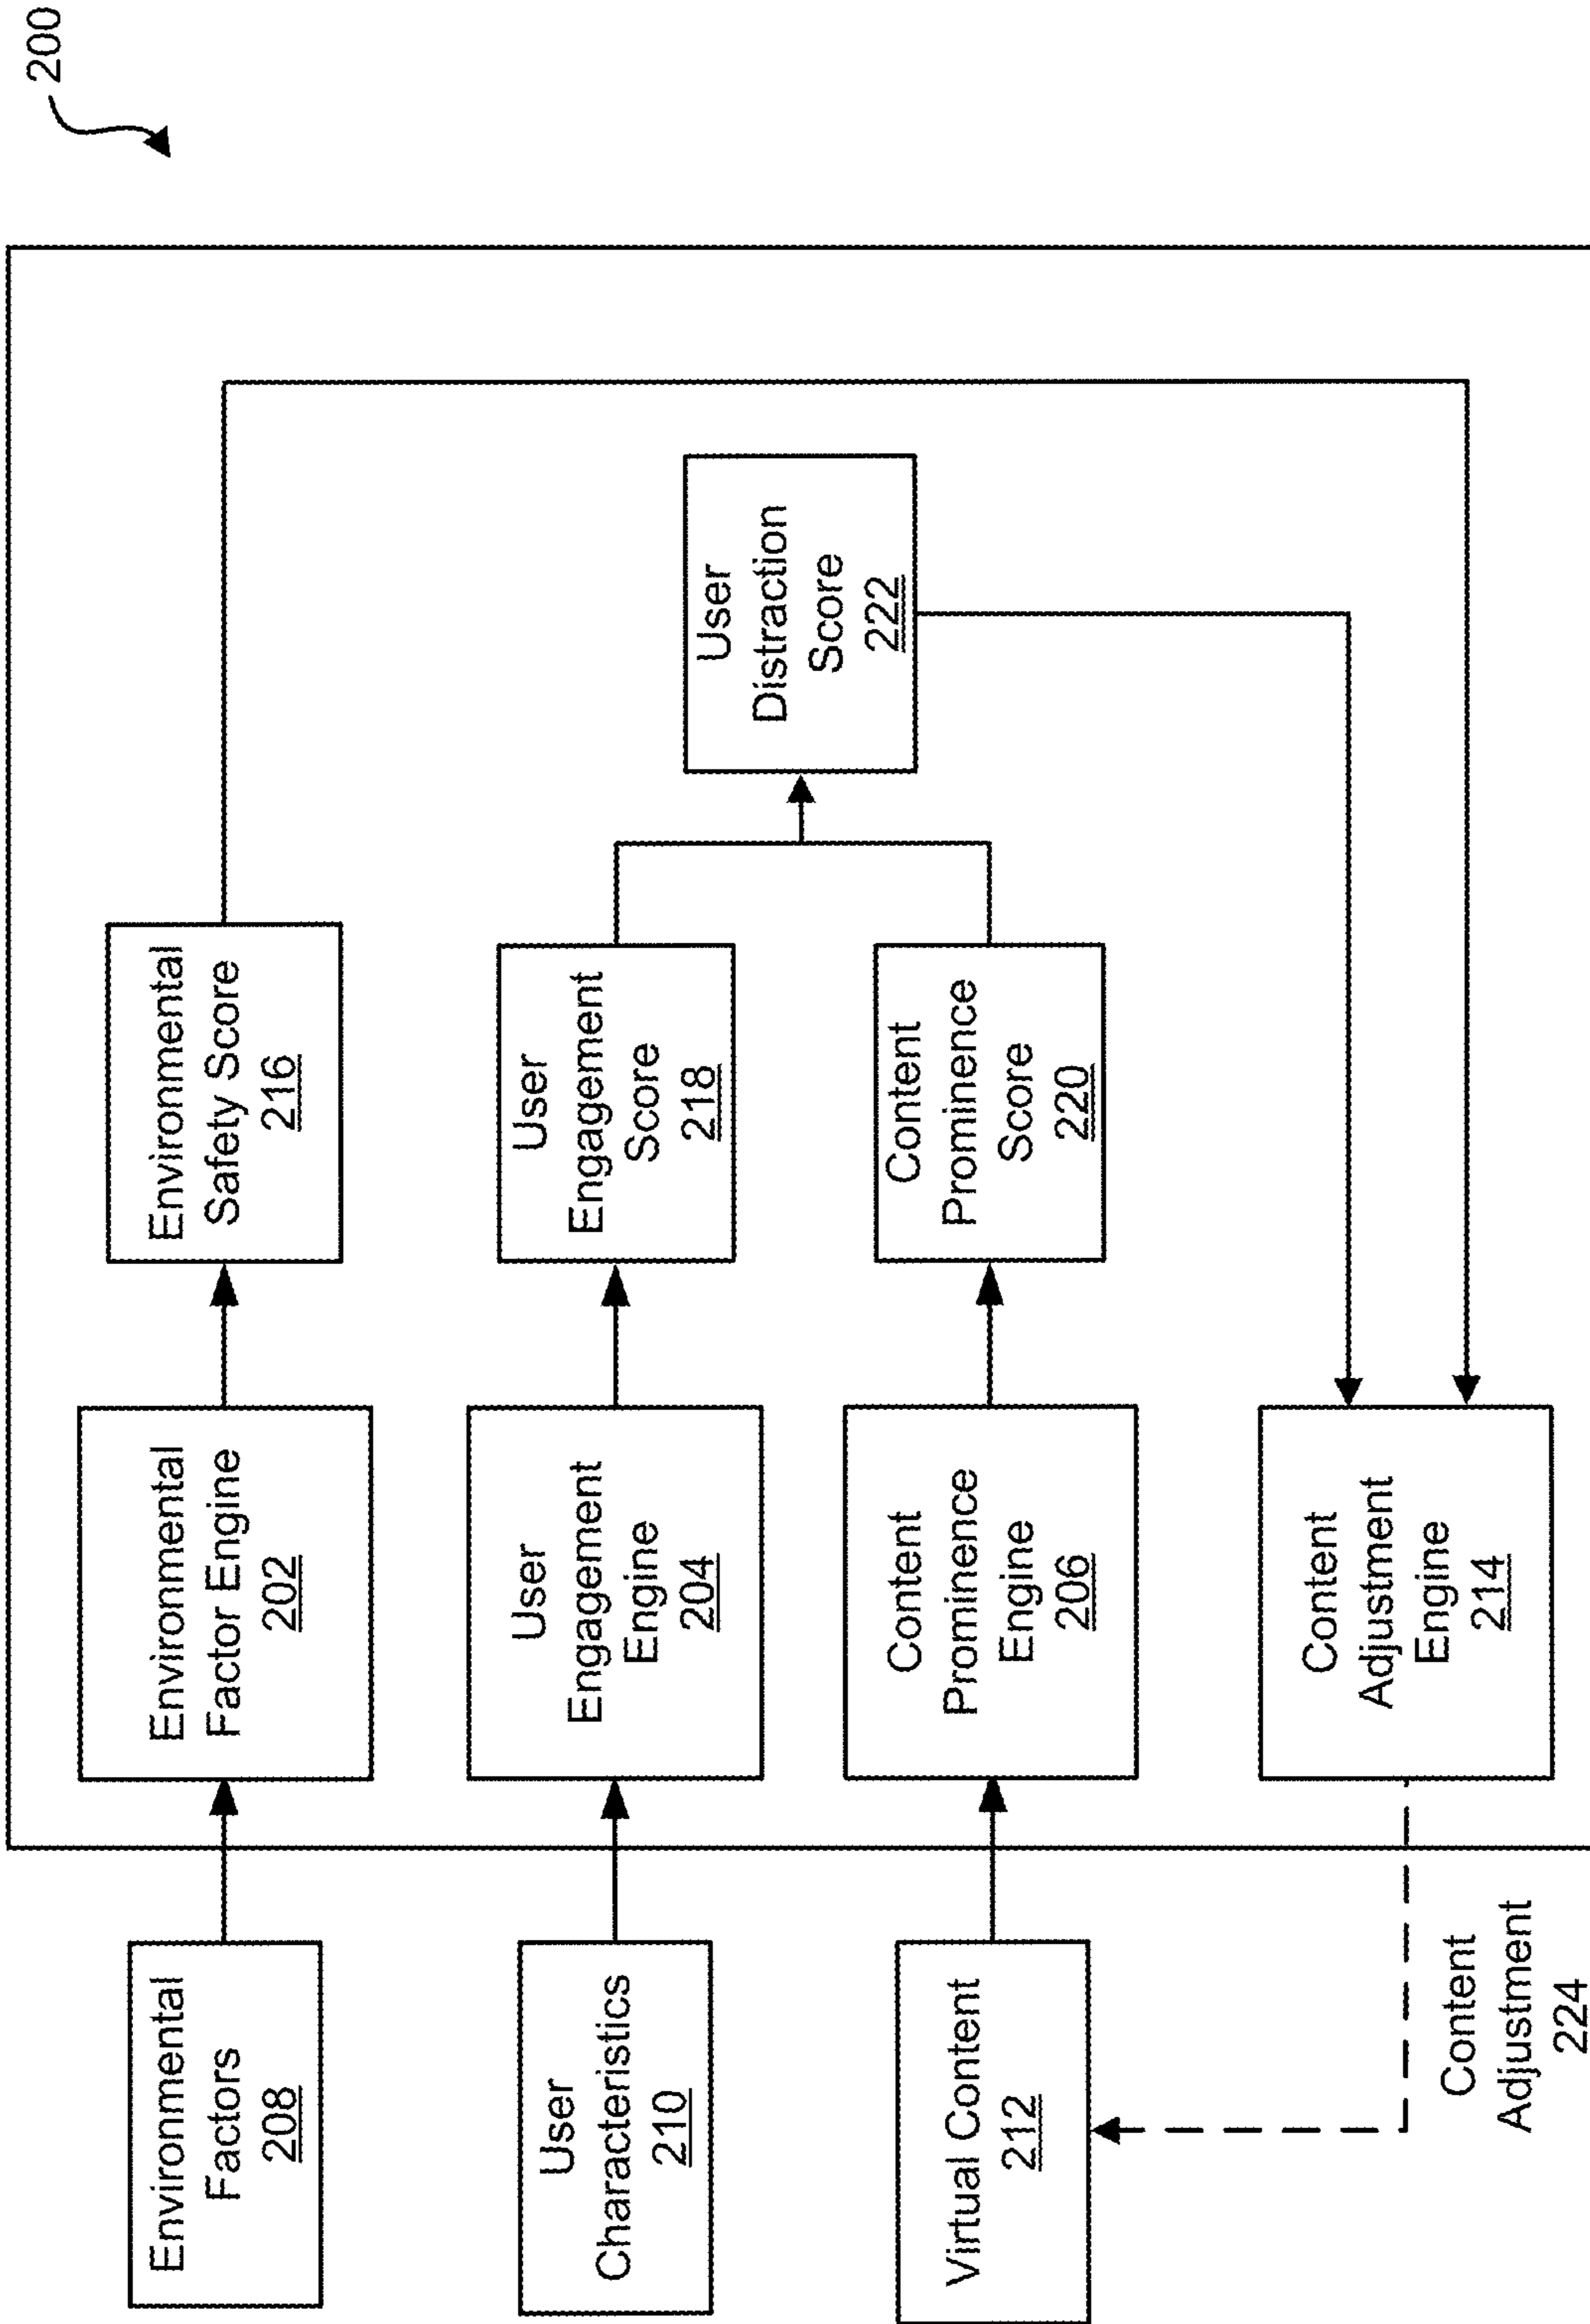 200
Environmental
Factors
208
Environmental
Factor Engine
202
Environmental
Safety Score
216
User
Characteristics
210
User
Engagement
Engine
204
User
Engagement
Score
218
User
Distraction
Score
222
Virtual Content
212
Content
Prominence
Engine
206
Content
Prominence
Score
220
Content
Adjustment
Engine
214
Content
Adjustment
224